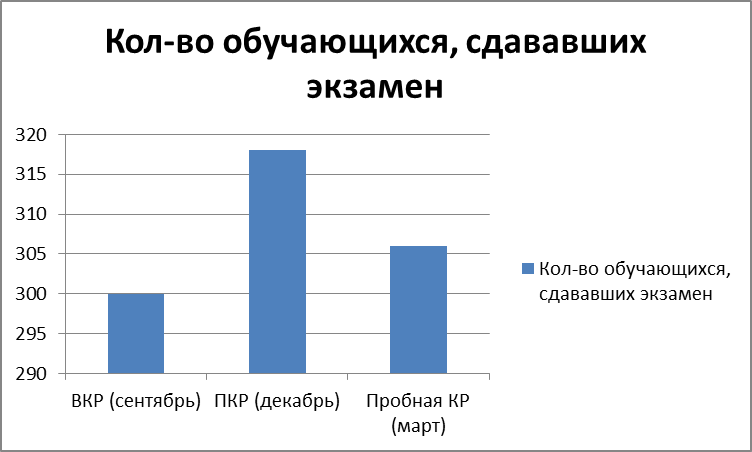 Кол-во обучающихся, сдававших
экзамен
320
315
310
305
300
295
290
ВКР (сентябрь)
ПКР (декабрь)
Пробная КР
(март)
Кол-во обучающихся,
сдававших экзамен